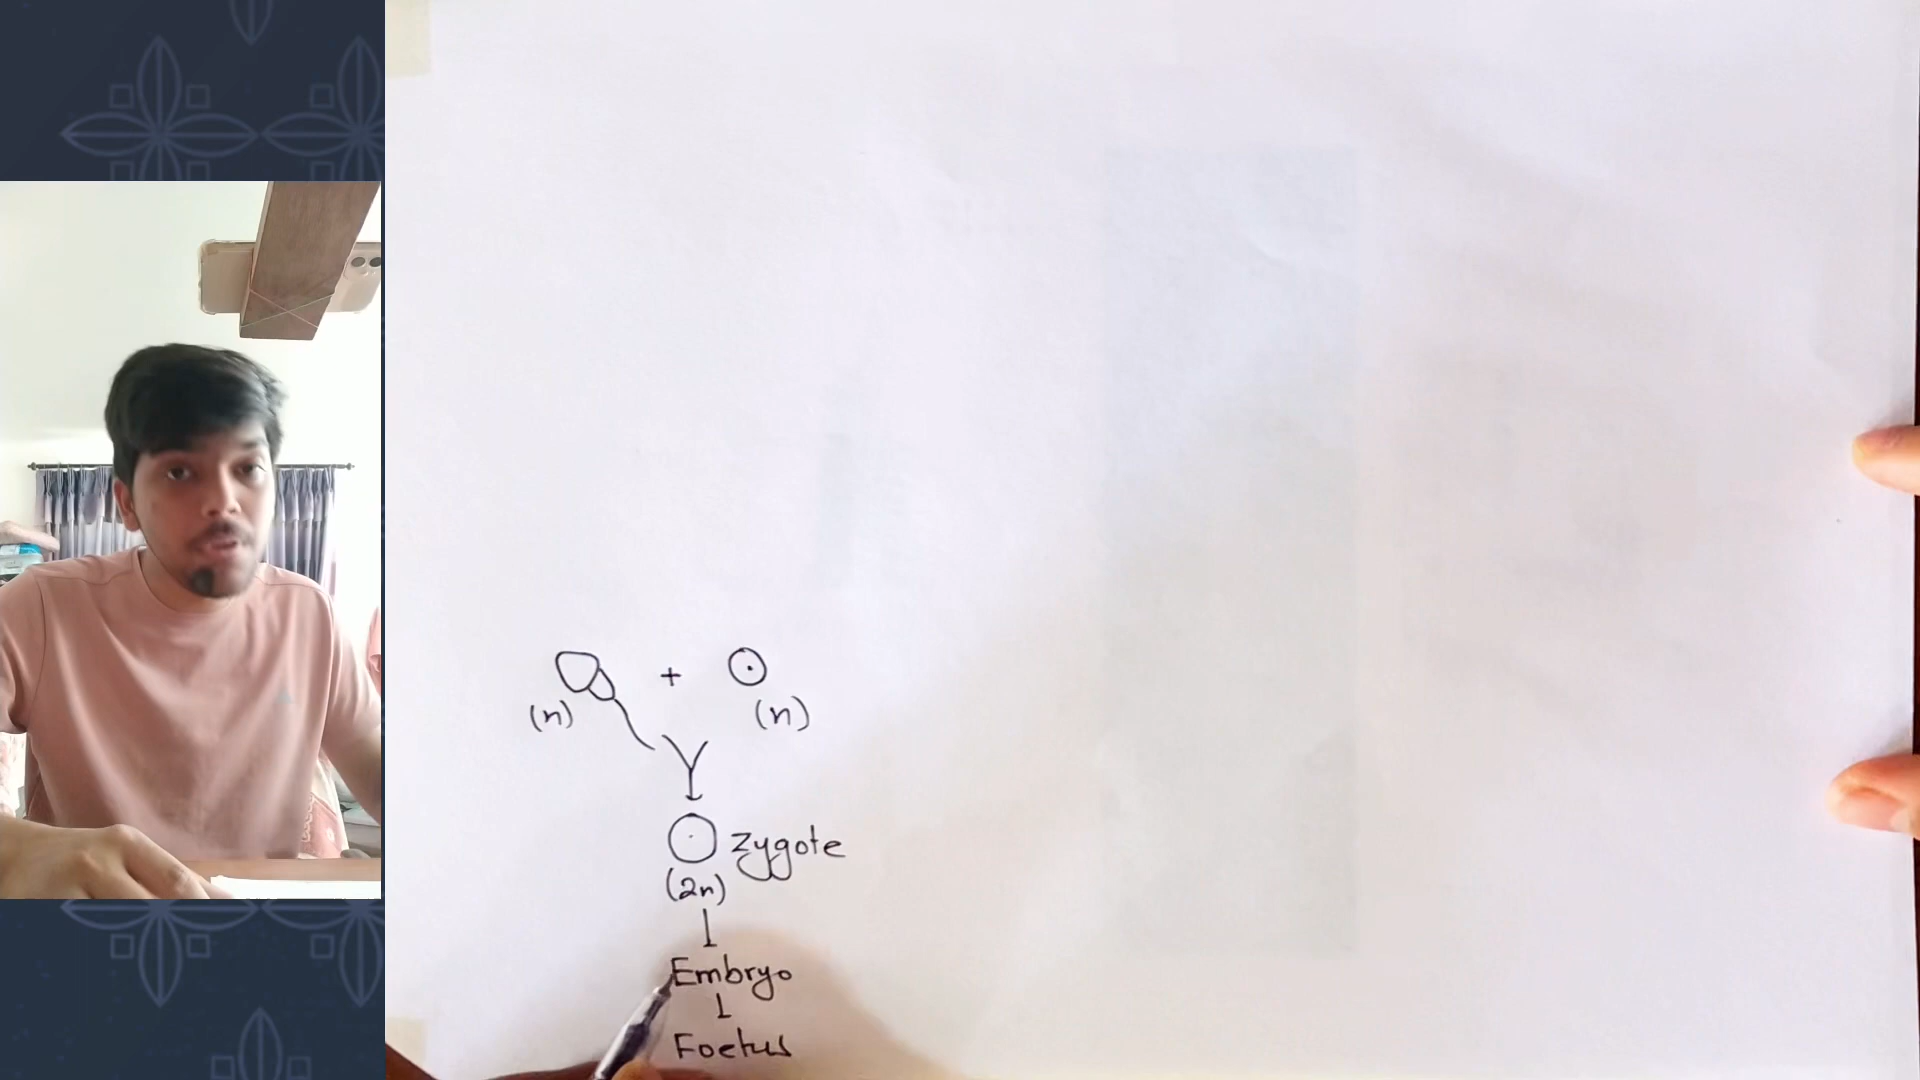 +
(n) (n)
Zygote
(2n)
Embryo
Foetus